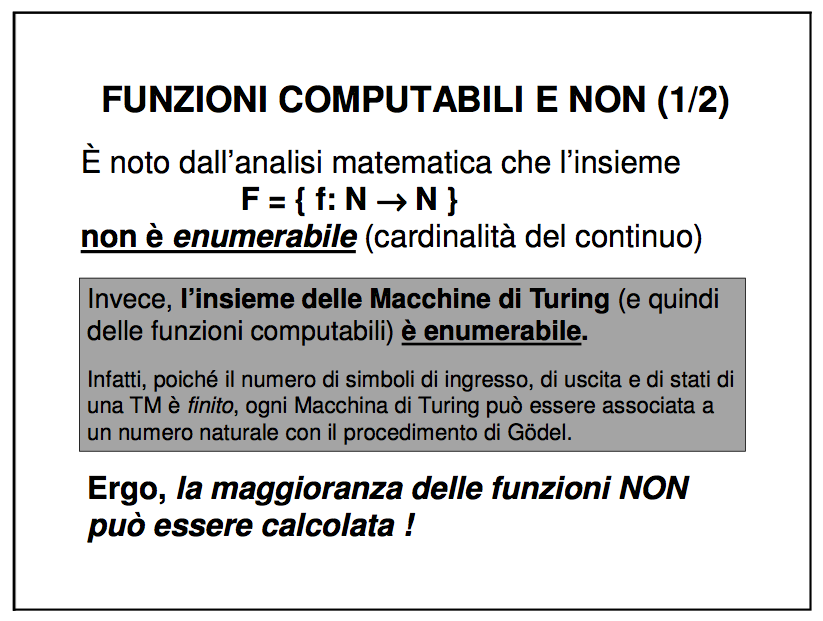 FUNZIONI COMPUTABILI E NON (1/2)
È noto dall'analisi matematica che l'insieme
F = { f: N → N }
non è enumerabile (cardinalità del continuo)
Invece, l'insieme delle Macchine di Turing (e quindi
delle funzioni computabili) è enumerabile.
Infatti, poiché il numero di simboli di ingresso, di uscita e di stati di
una TM è finito, ogni Macchina di Turing può essere associata a
un numero naturale con il procedimento di Gödel.
Ergo, la maggioranza delle funzioni NON
può essere calcolata !